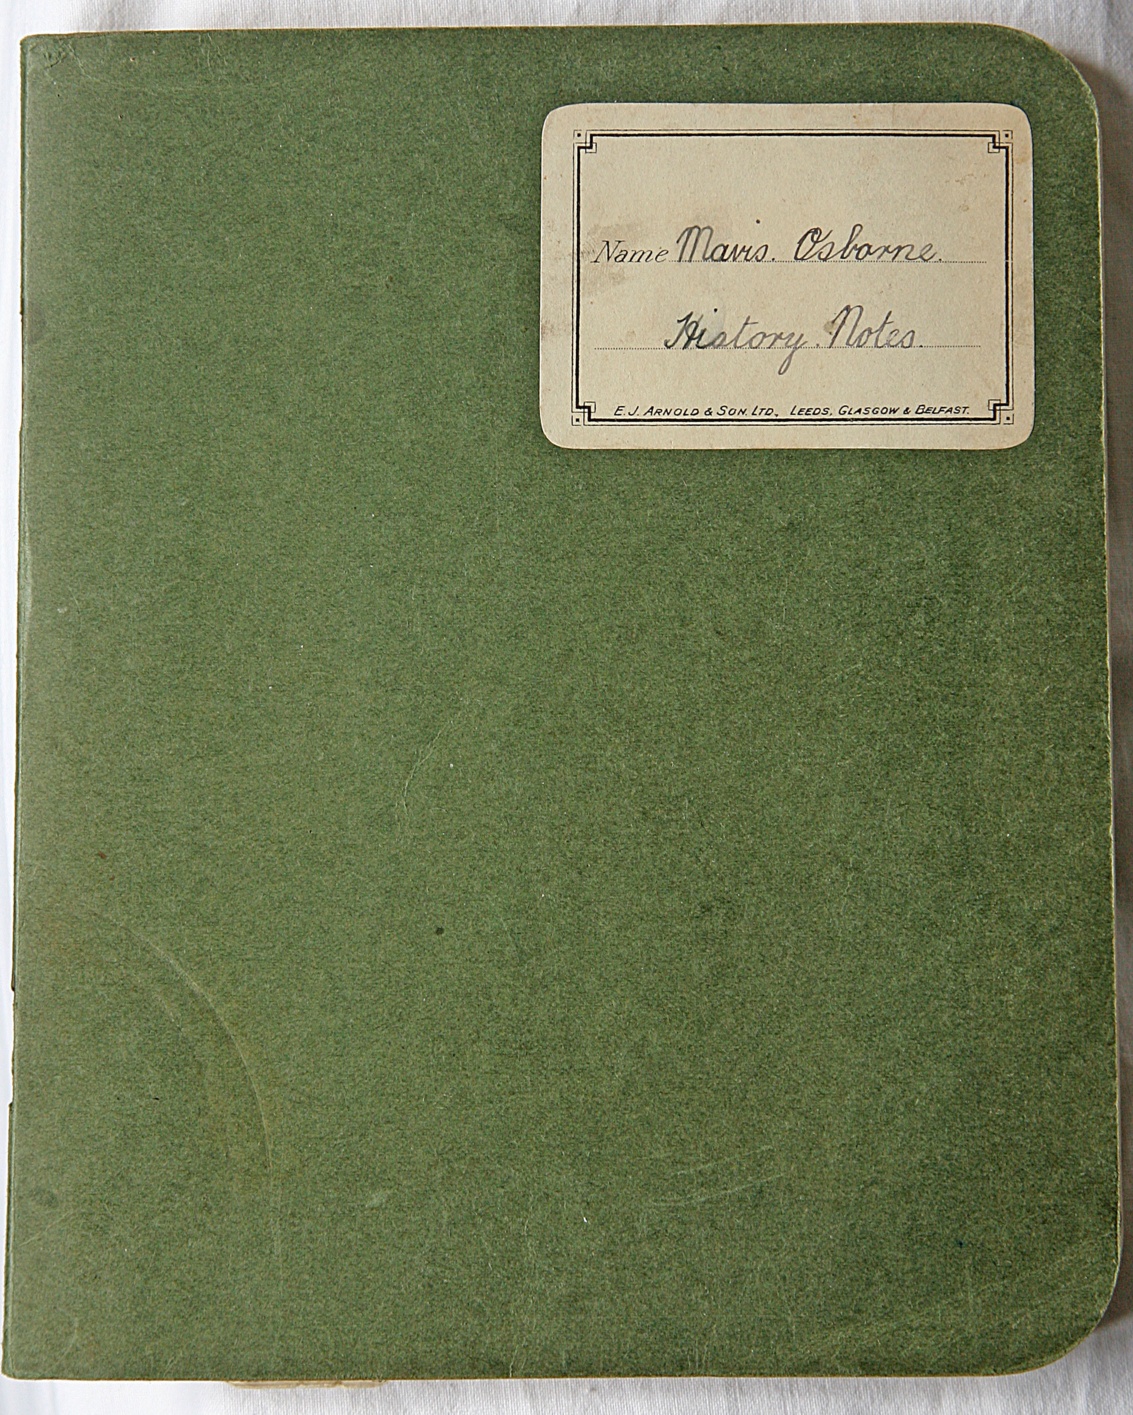 Name Mavis. Osborne.
History. Notes.
E. J. ARNOLD & SON, LTD., LEEDS, GLASGOW & BELFAST.